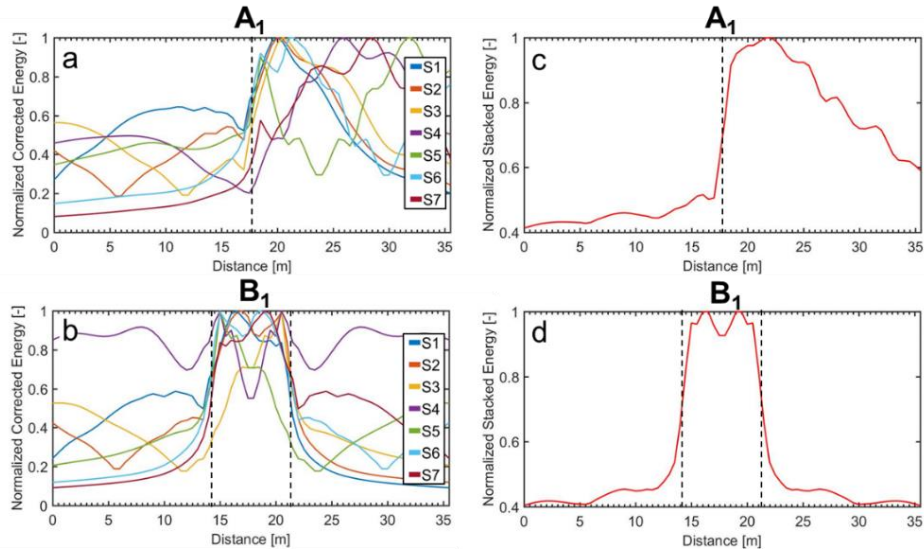 A1
a
Normalized Corrected Energy [-]
1
0.8
0.6
0.4
0.2
0
S1
S2
S3
S4
S5
S6
S7
0 5 10 15 20 25 30 35
Distance [m]
A1
c
Normalized Stacked Energy [-]
1
0.8
0.6
0.4
0 5 10 15 20 25 30 35
Distance [m]
B1
b
Normalized Corrected Energy [-]
1
0.8
0.6
0.4
0.2
0
S1
S2
S3
S4
S5
S6
S7
0 5 10 15 20 25 30 35
Distance [m]
B1
d
Normalized Stacked Energy [-]
1
0.8
0.6
0.4
0 5 10 15 20 25 30 35
Distance [m]